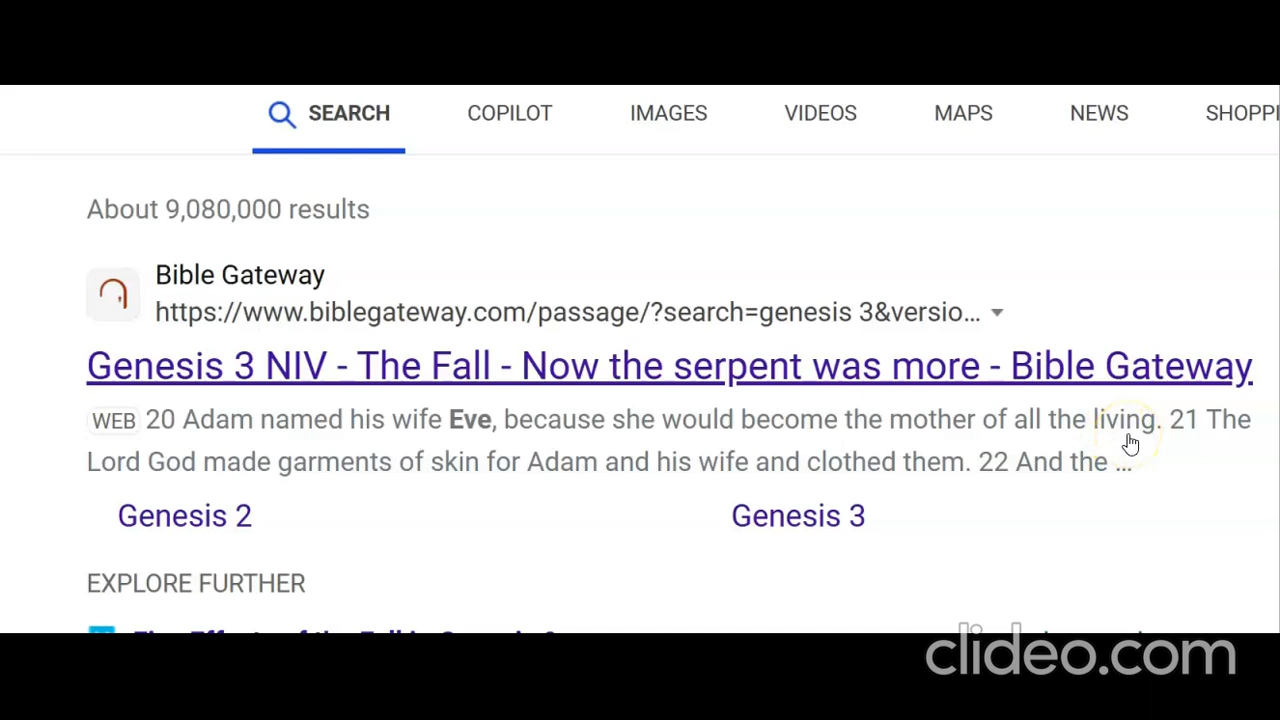 SEARCH COPILOT IMAGES VIDEOS MAPS NEWS SHOPPI
About 9,080,000 results
Bible Gateway
https://www.biblegateway.com/passage/?search=genesis 3&versio...
Genesis 3 NIV - The Fall - Now the serpent was more - Bible Gateway
WEB 20 Adam named his wife Eve, because she would become the mother of all the living. 21 The
Lord God made garments of skin for Adam and his wife and clothed them. 22 And the ...
Genesis 2 Genesis 3
EXPLORE FURTHER
clideo.com